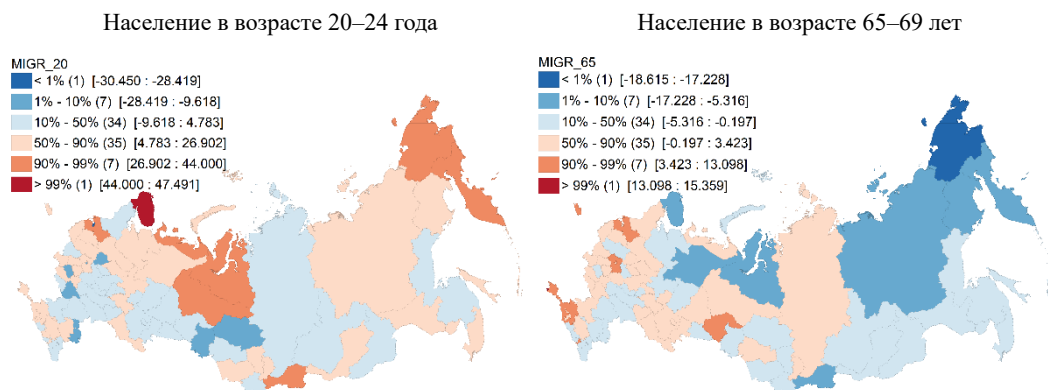 Население в возрасте 20–24 года
MIGR_20
< 1% (1) [-30.450 : -28.419]
1% - 10% (7) [-28.419 : -9.618]
10% - 50% (34) [-9.618 : 4.783]
50% - 90% (35) [4.783 : 26.902]
90% - 99% (7) [26.902 : 44.000]
> 99% (1) [44.000 : 47.491]
Население в возрасте 65–69 лет
MIGR_65
< 1% (1) [-18.615 : -17.228]
1% - 10% (7) [-17.228 : -5.316]
10% - 50% (34) [-5.316 : -0.197]
50% - 90% (35) [-0.197 : 3.423]
90% - 99% (7) [3.423 : 13.098]
> 99% (1) [13.098 : 15.359]